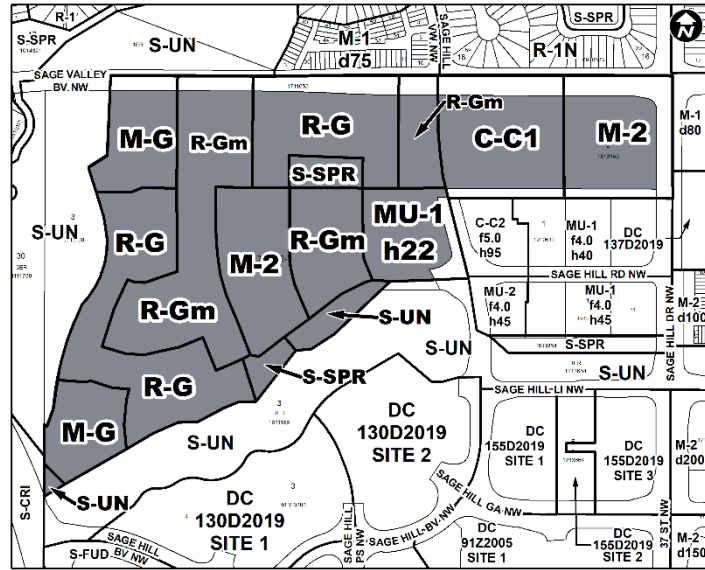 R-1
S-SPR
S-UN
M-1
d75
SAGE HILL
VW NW
R-1N
S-SPR
N
SAGE VALLEY
BV NW
M-G
R-Gm
R-G
R-Gm
C-C1
M-2
M-1
d80
S-SPR
S-UN
R-G
M-2
R-Gm
MU-1
h22
C-C2
f5.0
h95
MU-1
f4.0
h40
DC
137D2019
SAGE HILL RD NW
SAGE HILL DR NW
R-Gm
S-UN
MU-2
f4.0
h45
MU-1
f4.0
h45
M-2
d100
S-UN
S-SPR
S-UN
R-G
S-SPR
SAGE HILL-LI NW
M-G
S-UN
DC
130D2019
SITE 2
DC
155D2019
SITE 1
DC
155D2019
SITE 3
M-2
d200
S-UN
S-CRI
DC
130D2019
SITE 1
SAGE HILL GA NW
SAGE HILL-BV-NW
SAGE HILL
PS NW
SAGE HILL
BV NW
S-FUD
DC
91Z2005
SITE 1
DC
155D2019
SITE 2
37 ST NW
M-2
d150